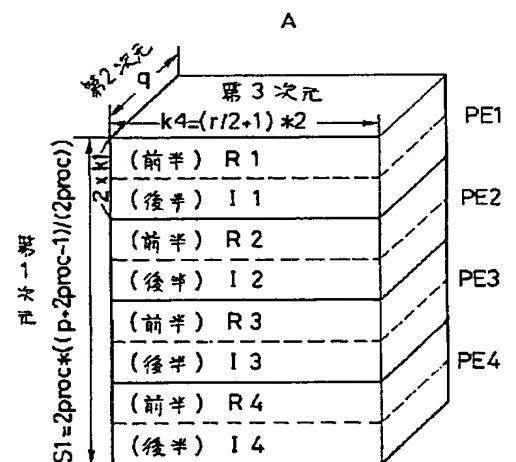 A
第2次元
q
第3次元
k4=(r/2+1)*2
PE1
PE2
PE3
PE4
(前半) R1
(後半) I1
(前半) R2
(後半) I2
(前半) R3
(後半) I3
(前半) R4
(後半) I4
2×k1
第一次元
S1=2proc*((p+2proc-1)/(2proc))